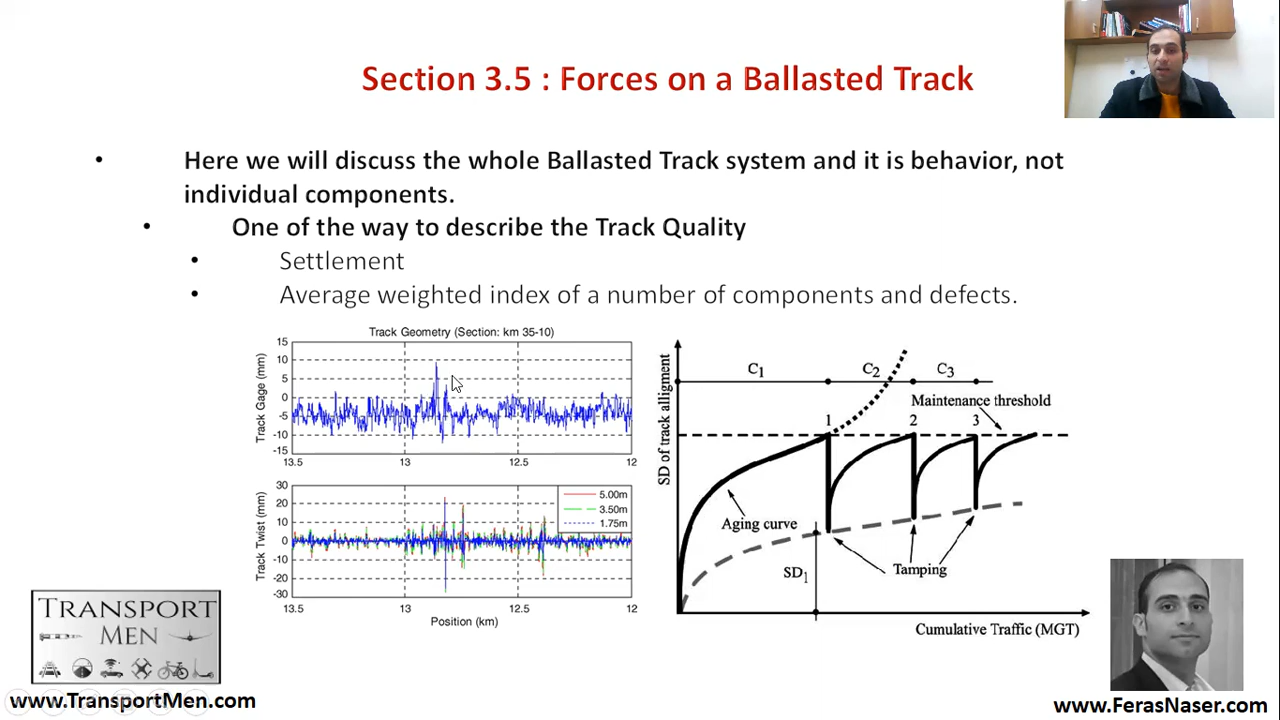 Section 3.5 : Forces on a Ballasted Track
• Here we will discuss the whole Ballasted Track system and it is behavior, not
individual components.
• One of the way to describe the Track Quality
• Settlement
• Average weighted index of a number of components and defects.
Track Geometry (Section: km 35-10)
Track Gage (mm)
15
10
5
0
-5
-10
-15
13.5 13 12.5 12
Track Twist (mm)
30
20
10
0
-10
-20
-30
5.00m
3.50m
1.75m
13.5 13 12.5 12
Position (km)
SD of track alligment
C1 C2 C3
Maintenance threshold
1 2 3
Aging curve
Tamping
SD1
Cumulative Traffic (MGT)
TRANSPORT
MEN
www.TransportMen.com
www.FerasNaser.com